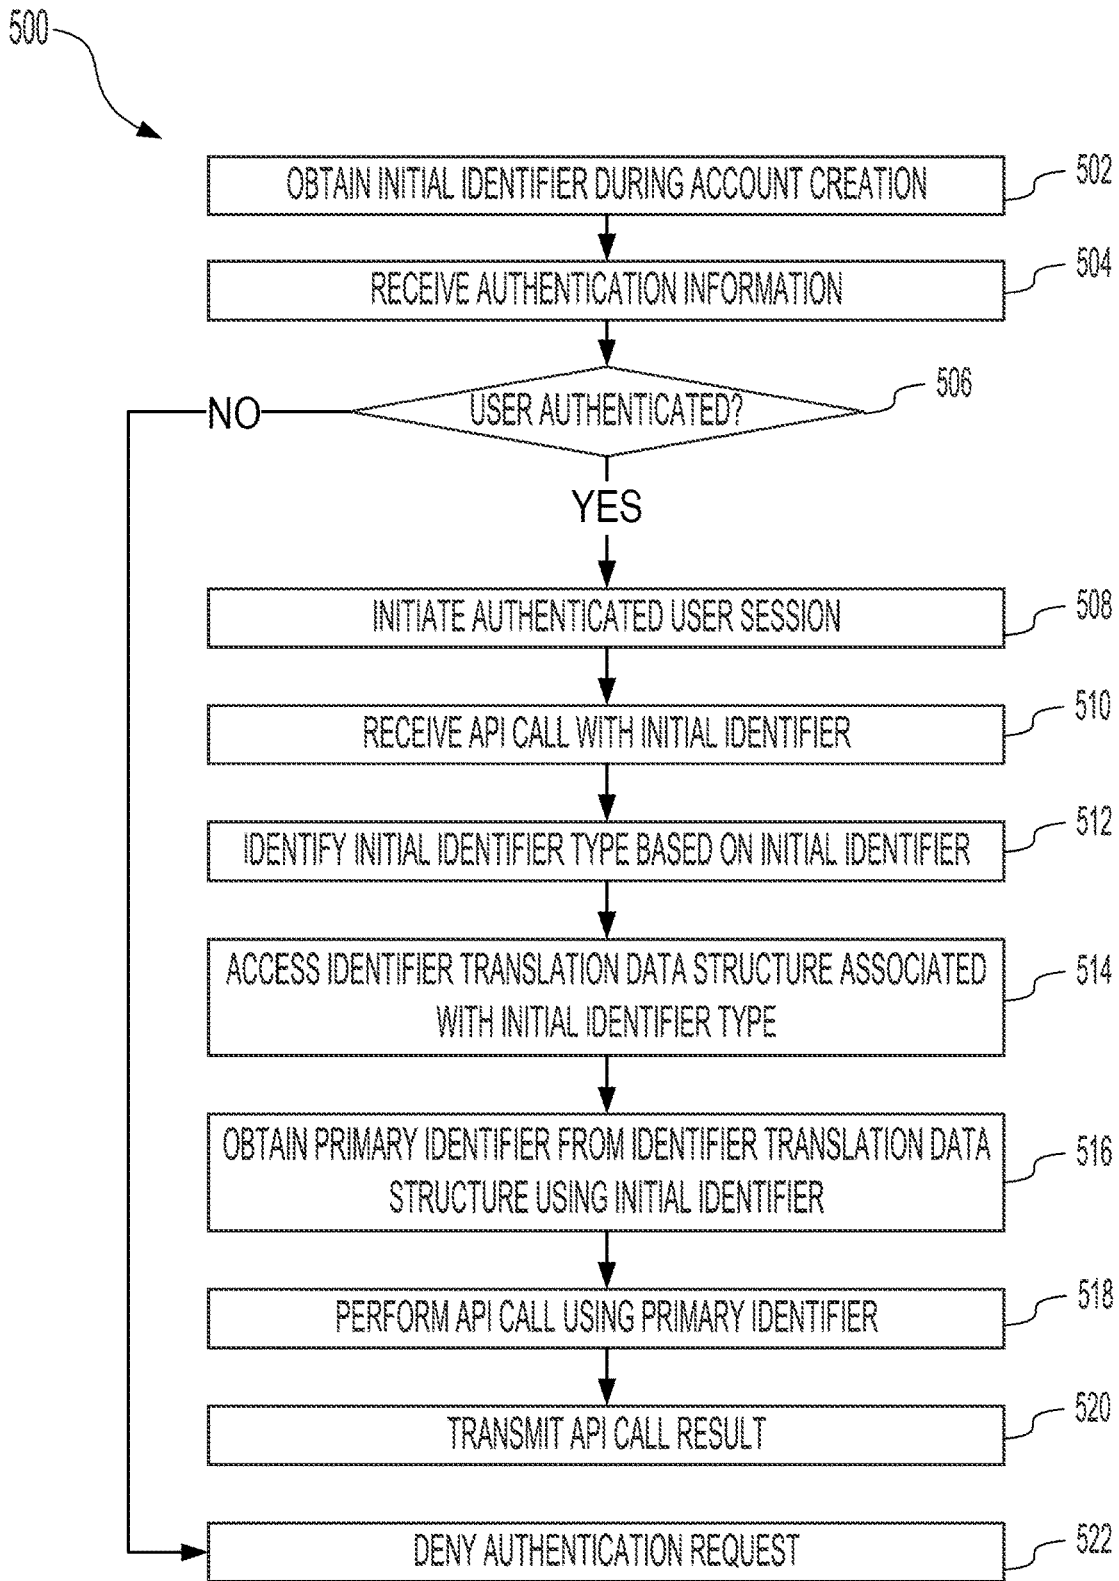 500
OBTAIN INITIAL IDENTIFIER DURING ACCOUNT CREATION
502
RECEIVE AUTHENTICATION INFORMATION
504
USER AUTHENTICATED?
506
NO
YES
INITIATE AUTHENTICATED USER SESSION
508
RECEIVE API CALL WITH INITIAL IDENTIFIER
510
IDENTIFY INITIAL IDENTIFIER TYPE BASED ON INITIAL IDENTIFIER
512
ACCESS IDENTIFIER TRANSLATION DATA STRUCTURE ASSOCIATED
WITH INITIAL IDENTIFIER TYPE
514
OBTAIN PRIMARY IDENTIFIER FROM IDENTIFIER TRANSLATION DATA
STRUCTURE USING INITIAL IDENTIFIER
516
PERFORM API CALL USING PRIMARY IDENTIFIER
518
TRANSMIT API CALL RESULT
520
DENY AUTHENTICATION REQUEST
522